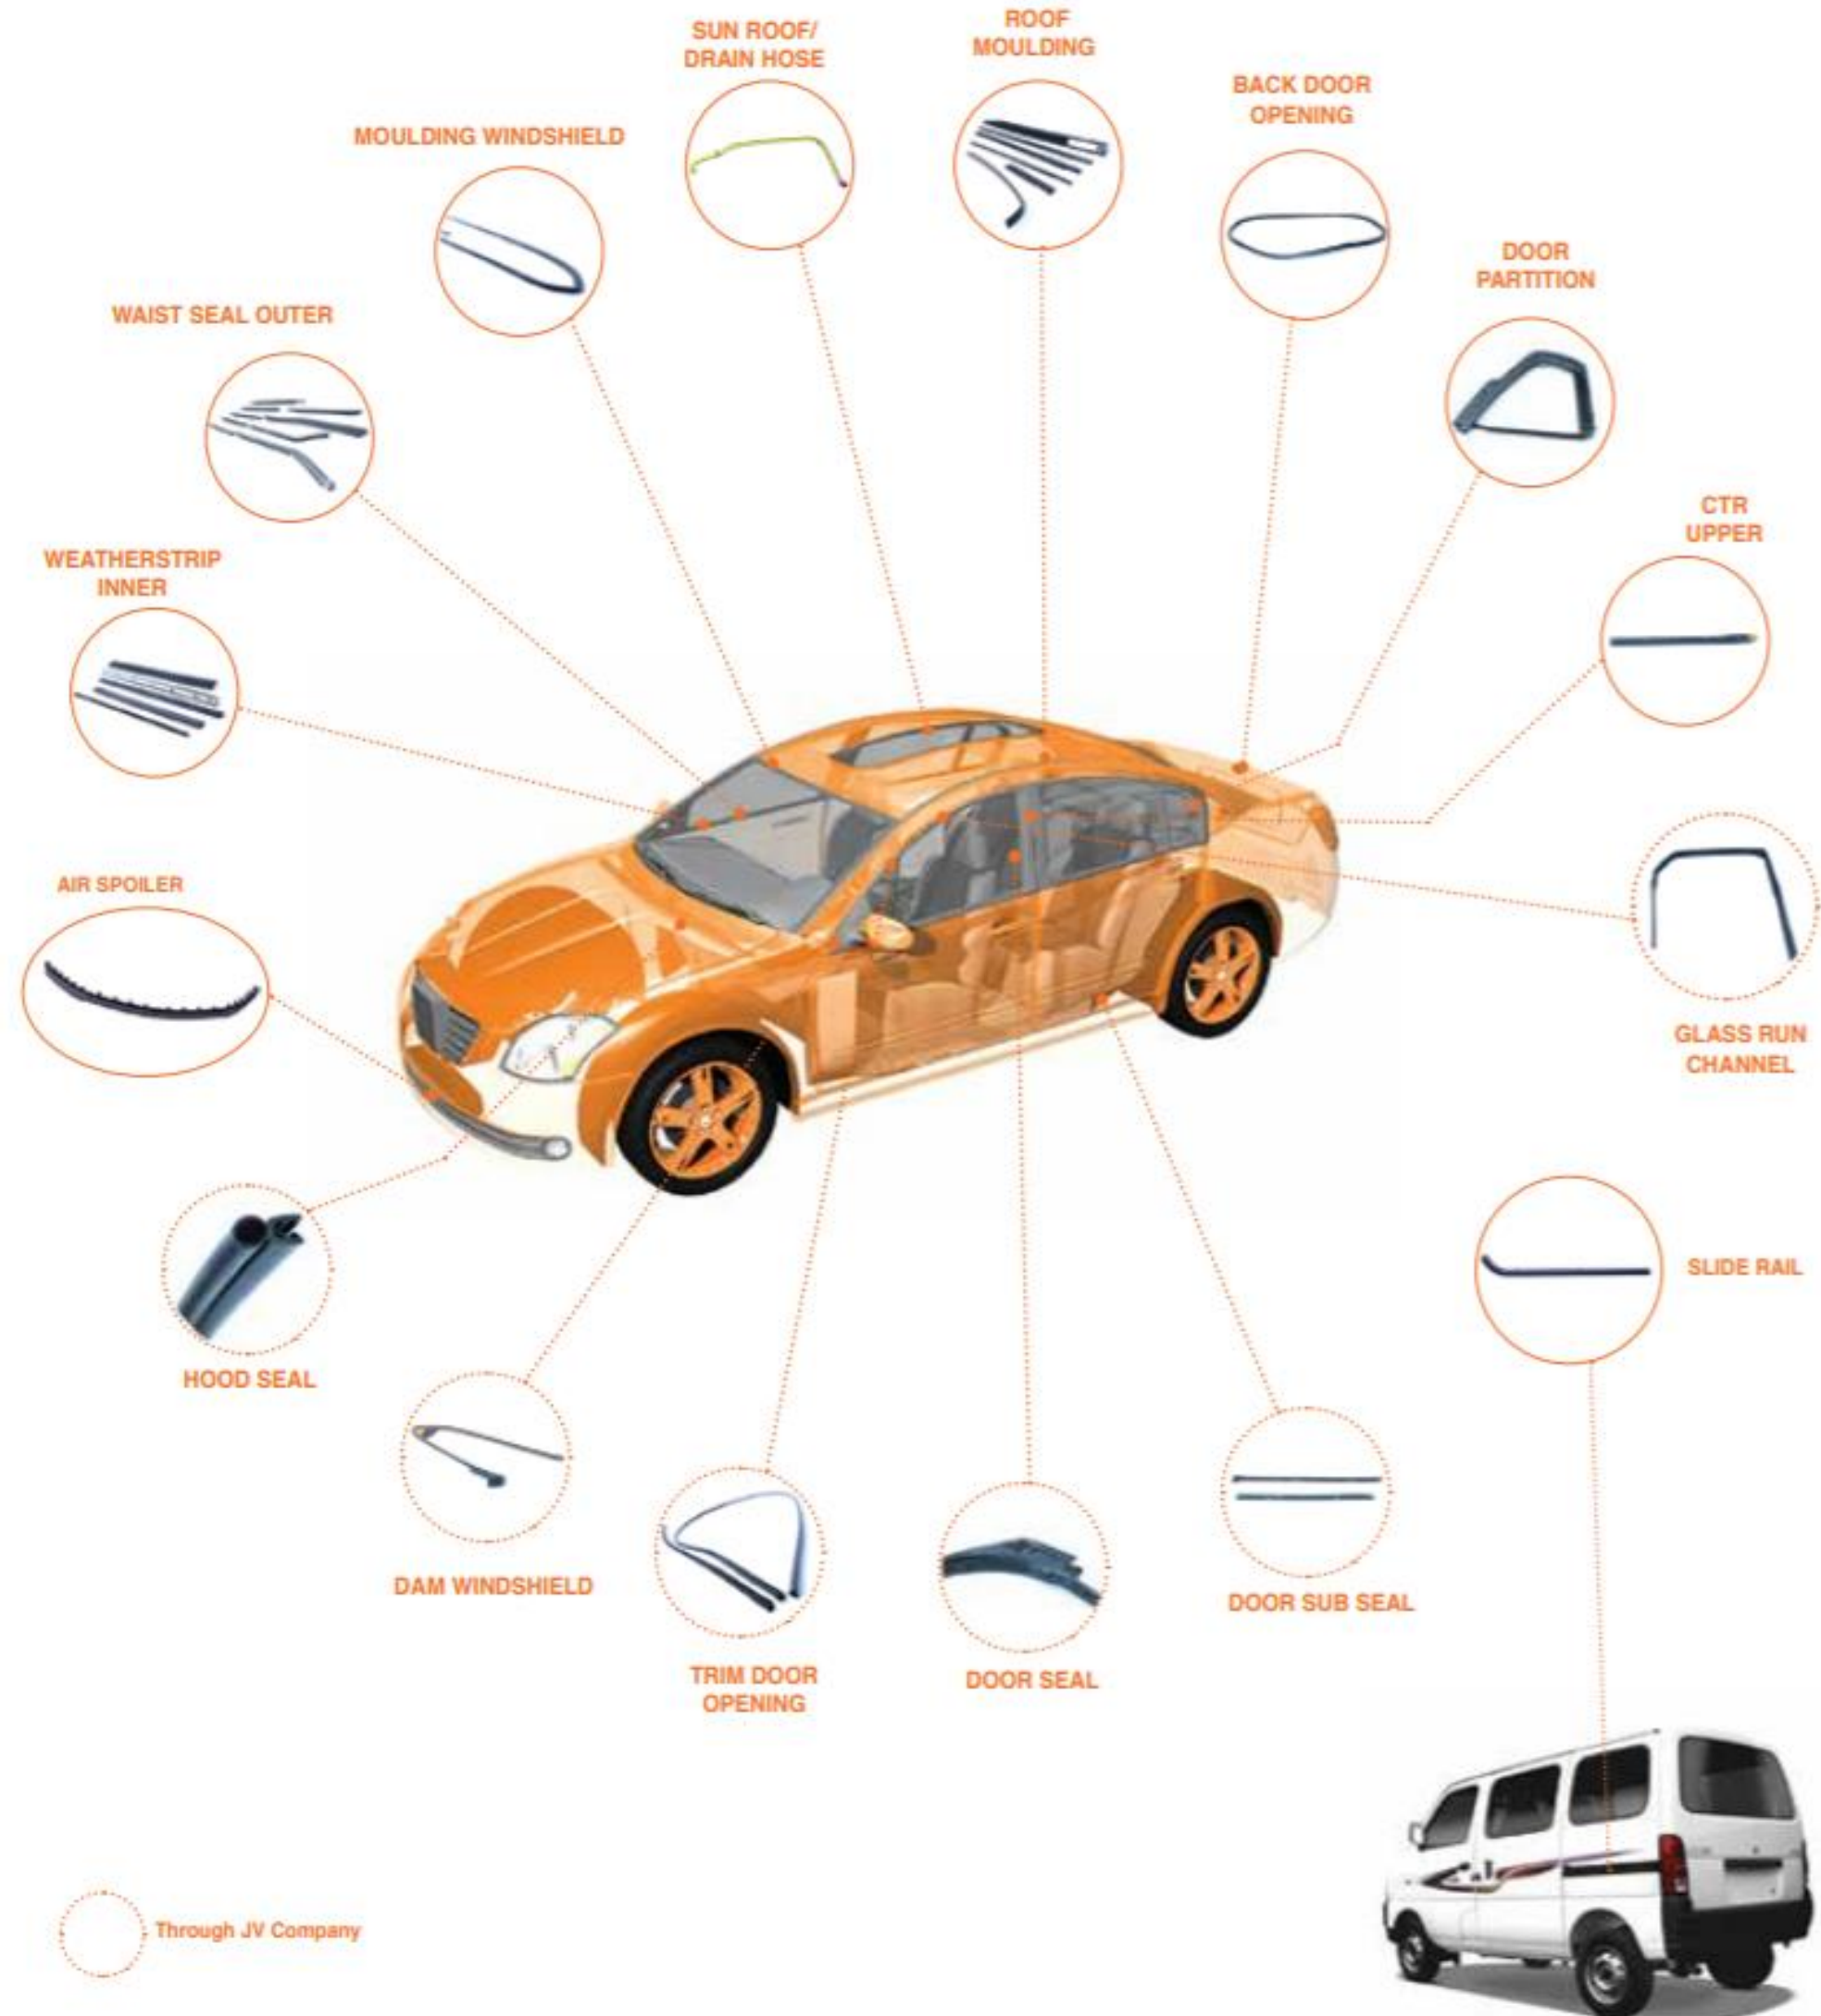 SUN ROOF/
DRAIN HOSE
ROOF
MOULDING
BACK DOOR
OPENING
MOULDING WINDSHIELD
DOOR
PARTITION
WAIST SEAL OUTER
CTR
UPPER
WEATHERSTRIP
INNER
AIR SPOILER
GLASS RUN
CHANNEL
SLIDE RAIL
HOOD SEAL
DAM WINDSHIELD
DOOR SUB SEAL
TRIM DOOR
OPENING
DOOR SEAL
Through JV Company